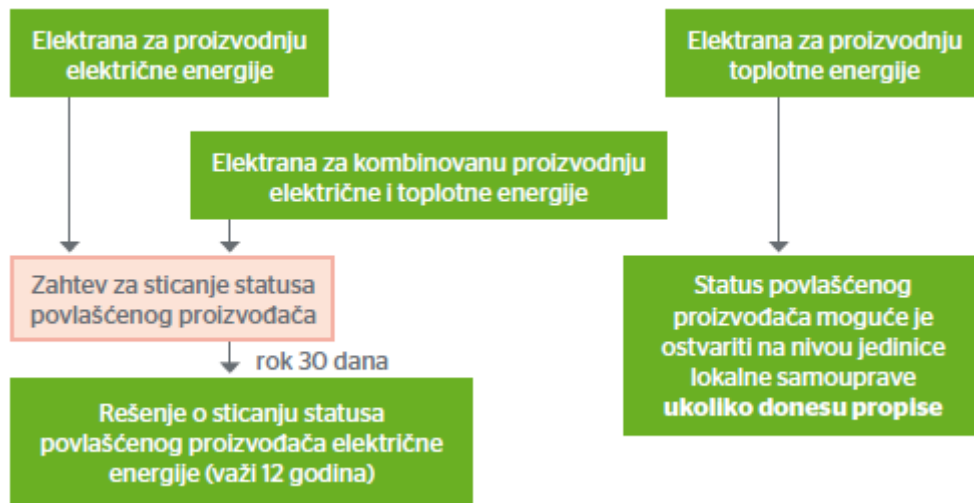 Elektrana za proizvodnju
električne energije
Elektrana za proizvodnju
toplotne energije
Elektrana za kombinovanu proizvodnju
električne i toplotne energije
Zahtev za sticanje statusa
povlašćenog proizvođača
rok 30 dana
Rešenje o sticanju statusa
povlašćenog proizvođača električne
energije (važi 12 godina)
Status povlašćenog
proizvođača moguće je
ostvariti na nivou jedinice
lokalne samouprave
ukoliko donesu propise